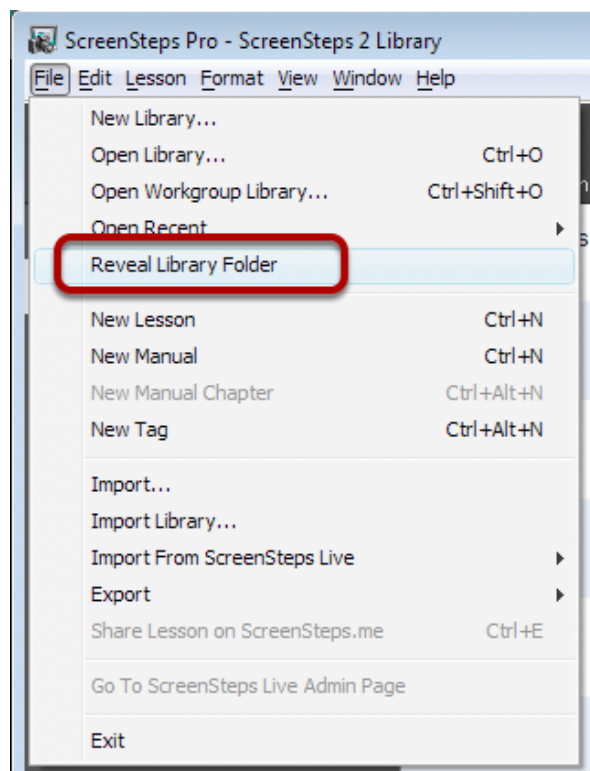 ScreenSteps Pro - ScreenSteps 2 Library
File Edit Lesson Format View Window Help
New Library...
Open Library... Ctrl+O
Open Workgroup Library... Ctrl+Shift+O
Open Recent
Reveal Library Folder
New Lesson Ctrl+N
New Manual Ctrl+N
New Manual Chapter Ctrl+Alt+N
New Tag Ctrl+Alt+N
Import...
Import Library...
Import From ScreenSteps Live
Export
Share Lesson on ScreenSteps.me Ctrl+E
Go To ScreenSteps Live Admin Page
Exit